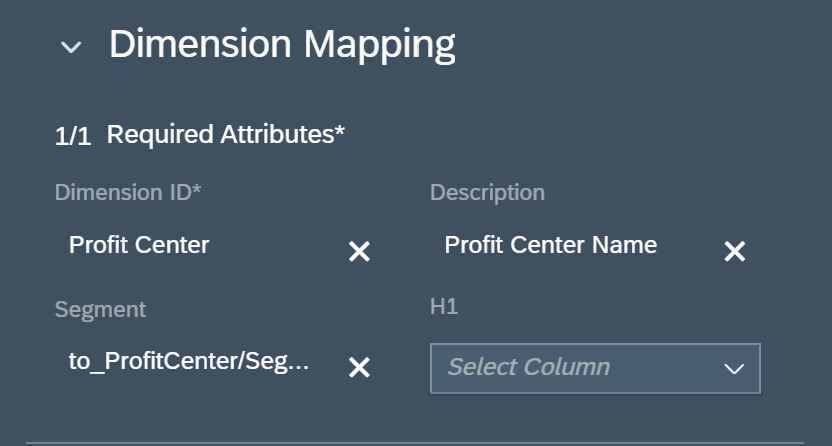 Dimension Mapping
1/1 Required Attributes*
Dimension ID* Description
Profit Center Profit Center Name
Segment H1
to_ProfitCenter/Seg... Select Column